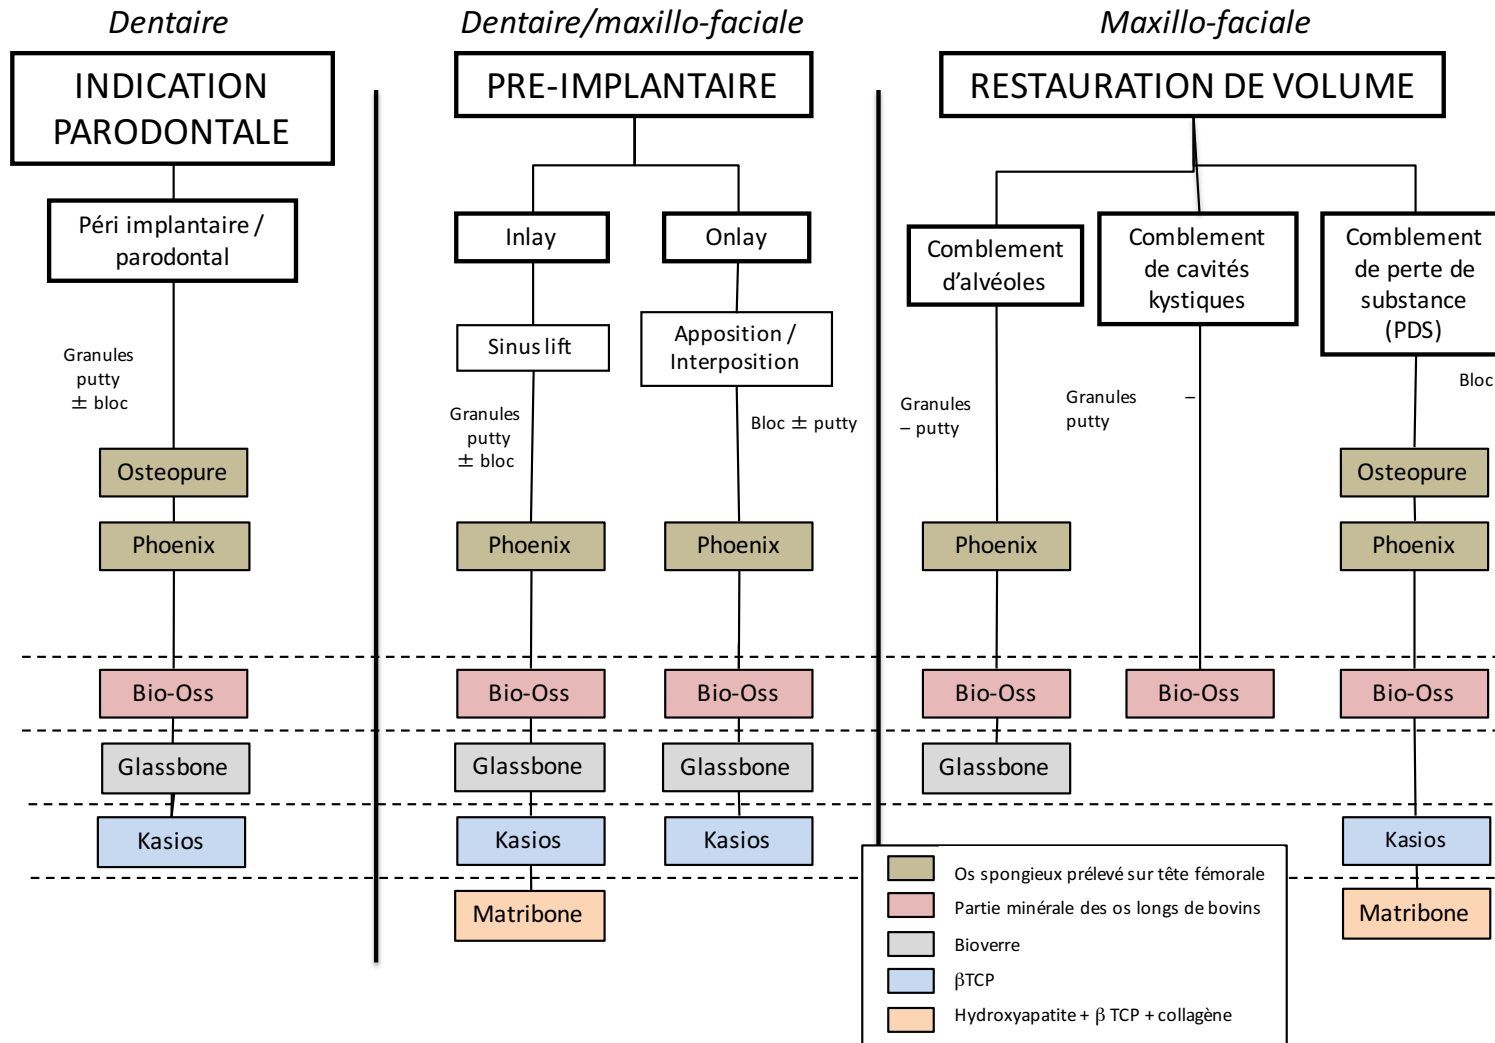 Dentaire
INDICATION
PARODONTALE
Péri implantaire /
parodontal
Granules
putty
± bloc
Osteopure
Phoenix
Bio-Oss
Glassbone
Kasios
Dentaire/maxillo-faciale
PRE-IMPLANTAIRE
Inlay
Sinus lift
Granules
putty
± bloc
Phoenix
Bio-Oss
Glassbone
Kasios
Matribone
Onlay
Apposition /
Interposition
Bloc ± putty
Phoenix
Bio-Oss
Glassbone
Kasios
Maxillo-faciale
RESTAURATION DE VOLUME
Comblement
d’alvéoles
Granules
– putty
Phoenix
Bio-Oss
Glassbone
Comblement
de cavités
kystiques
Granules –
putty
Bio-Oss
Comblement
de perte de
substance
(PDS)
Bloc
Osteopure
Phoenix
Bio-Oss
Kasios
Matribone
Os spongieux prélevé sur tête fémorale
Partie minérale des os longs de bovins
Bioverre
βTCP
Hydroxyapatite + β TCP + collagène